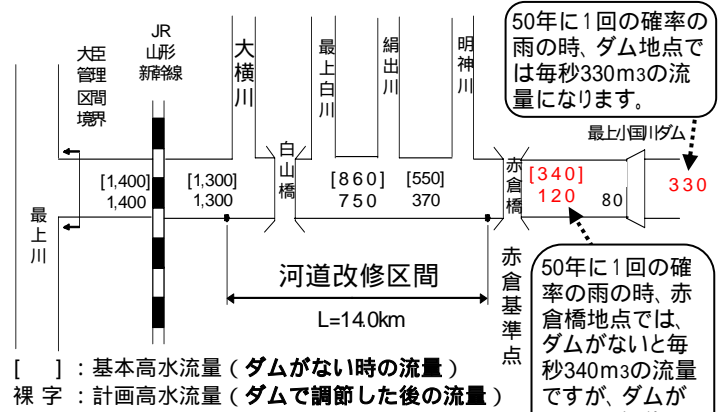 50年に1回の確率の
雨の時、ダム地点で
は毎秒330m3の流
量になります。
JR
山形
新幹線
大臣
管理
区間
境界
大横川
最上白川
絹出川
明神川
最上小国川ダム
白山橋
赤倉橋
[1,400]
1,400
[1,300]
1,300
[860]
750
[550]
370
[340]
120
80
330
最上川
河道改修区間
L=14.0km
赤倉基準点
50年に1回の確
率の雨の時、赤
倉橋地点では、
ダムがないと毎
秒340m3の流量
ですが、ダムが
[ ]：基本高水流量（ダムがない時の流量）
裸字：計画高水流量（ダムで調節した後の流量）